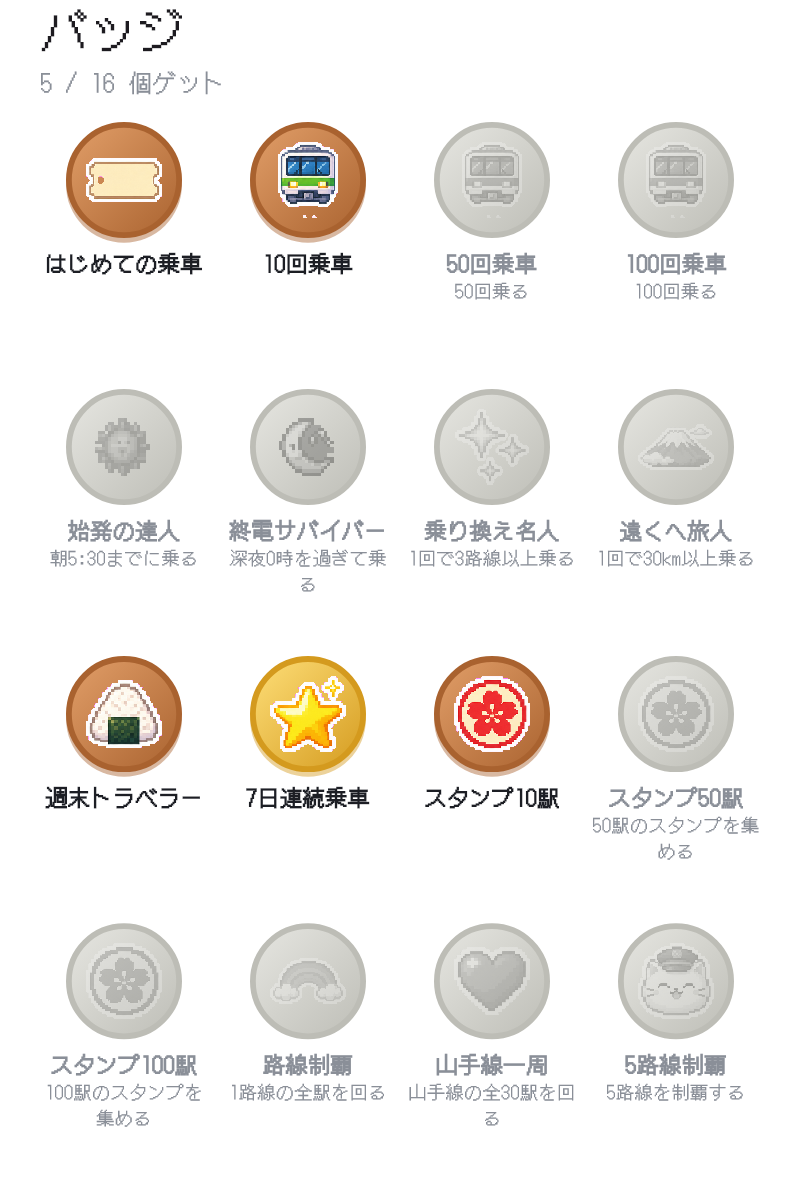 バッジ
5 / 16 個ゲット
はじめての乗車
10回乗車
50回乗車
50回乗る
100回乗車
100回乗る
始発の達人
朝5:30までに乗る
終電サバイバー
深夜0時を過ぎて乗
る
乗り換え名人
1回で3路線以上乗る
遠くへ旅人
1回で30km以上乗る
週末トラベラー
7日連続乗車
スタンプ10駅
スタンプ50駅
50駅のスタンプを集
める
スタンプ100駅
100駅のスタンプを
集める
路線制覇
1路線の全駅を回る
山手線一周
山手線の全30駅を回
る
5路線制覇
5路線を制覇する